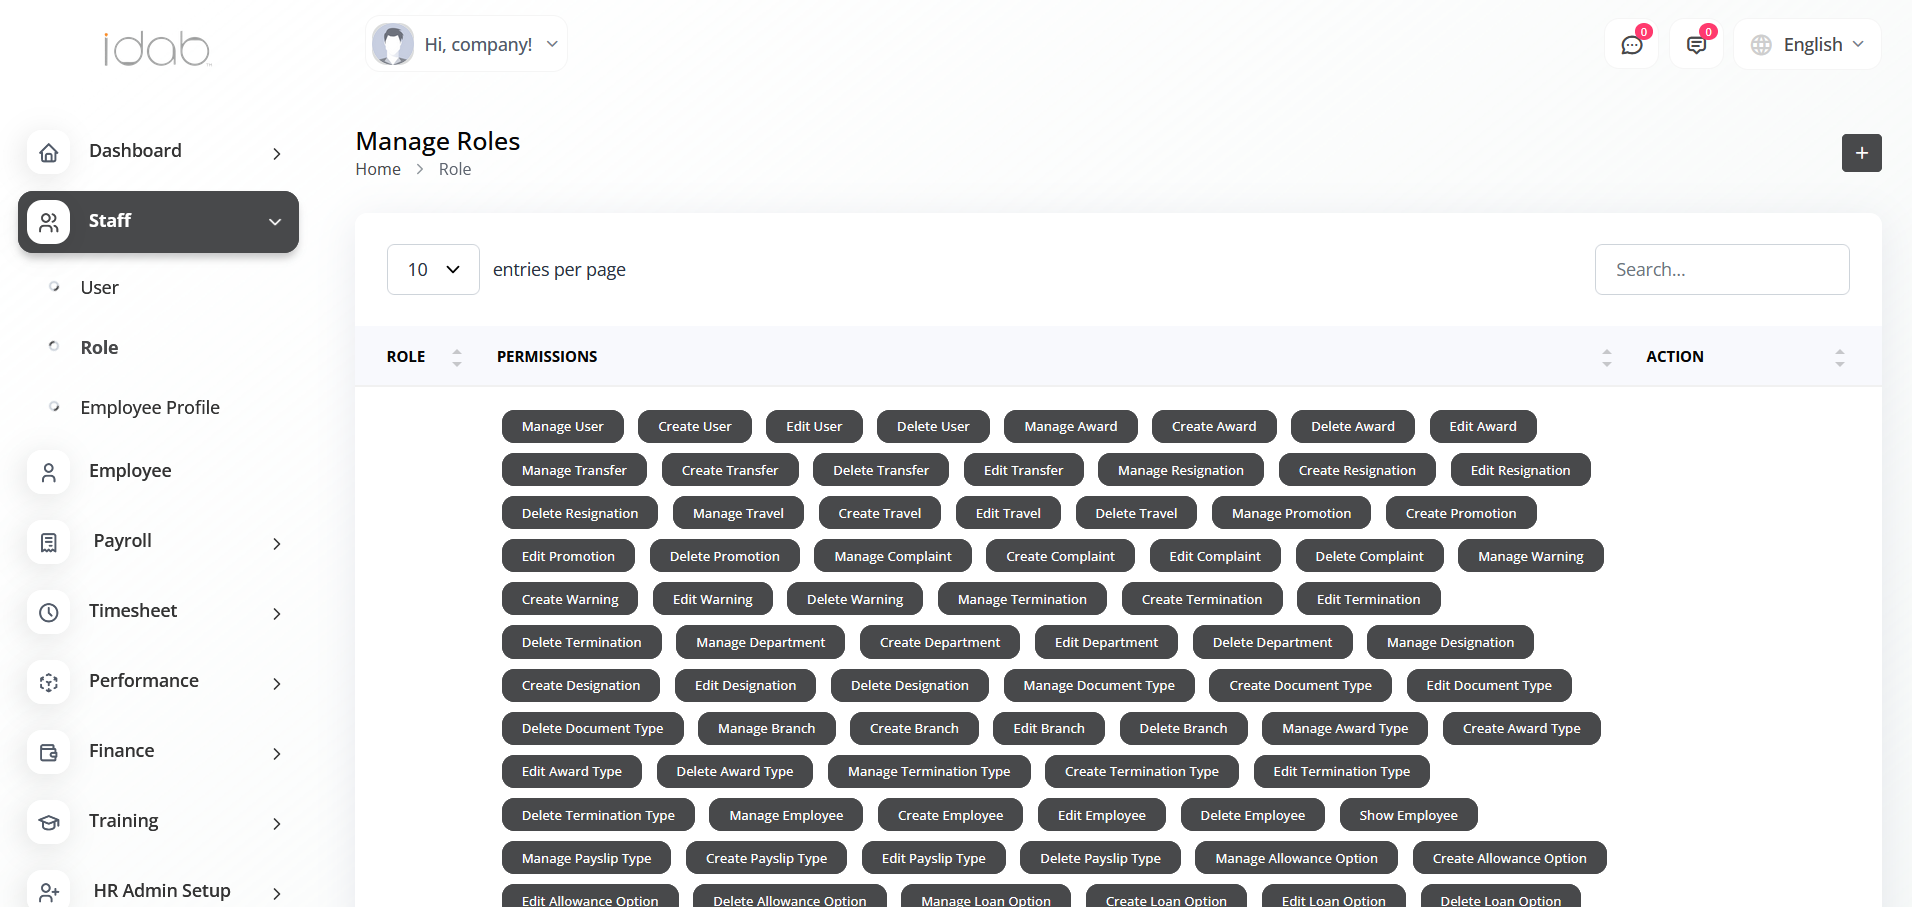 idab
Hi, company!
0
0
English
Dashboard
Staff
User
Role
Employee Profile
Employee
Payroll
Timesheet
Performance
Finance
Training
HR Admin Setup
Manage Roles
Home > Role
+
10 entries per page
Search...
ROLE PERMISSIONS ACTION
Manage User Create User Edit User Delete User Manage Award Create Award Delete Award Edit Award
Manage Transfer Create Transfer Delete Transfer Edit Transfer Manage Resignation Create Resignation Edit Resignation
Delete Resignation Manage Travel Create Travel Edit Travel Delete Travel Manage Promotion Create Promotion
Edit Promotion Delete Promotion Manage Complaint Create Complaint Edit Complaint Delete Complaint Manage Warning
Create Warning Edit Warning Delete Warning Manage Termination Create Termination Edit Termination
Delete Termination Manage Department Create Department Edit Department Delete Department Manage Designation
Create Designation Edit Designation Delete Designation Manage Document Type Create Document Type Edit Document Type
Delete Document Type Manage Branch Create Branch Edit Branch Delete Branch Manage Award Type Create Award Type
Edit Award Type Delete Award Type Manage Termination Type Create Termination Type Edit Termination Type
Delete Termination Type Manage Employee Create Employee Edit Employee Delete Employee Show Employee
Manage Payslip Type Create Payslip Type Edit Payslip Type Delete Payslip Type Manage Allowance Option Create Allowance Option
Edit Allowance Option Delete Allowance Option Manage Loan Option Create Loan Option Edit Loan Option Delete Loan Option